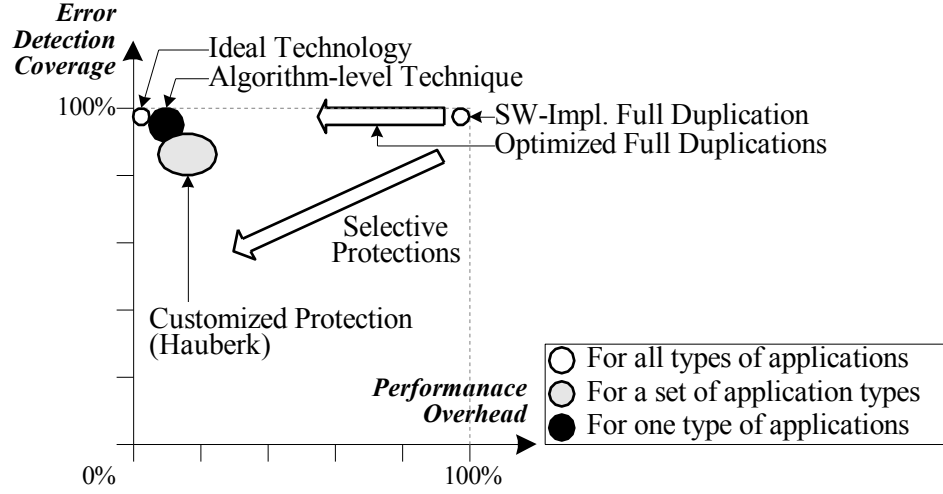 Error
Detection
Coverage
Ideal Technology
Algorithm-level Technique
100%
SW-Impl. Full Duplication
Optimized Full Duplications
Selective
Protections
Customized Protection
(Hauberk)
Performanace
Overhead
For all types of applications
For a set of application types
For one type of applications
0%
100%